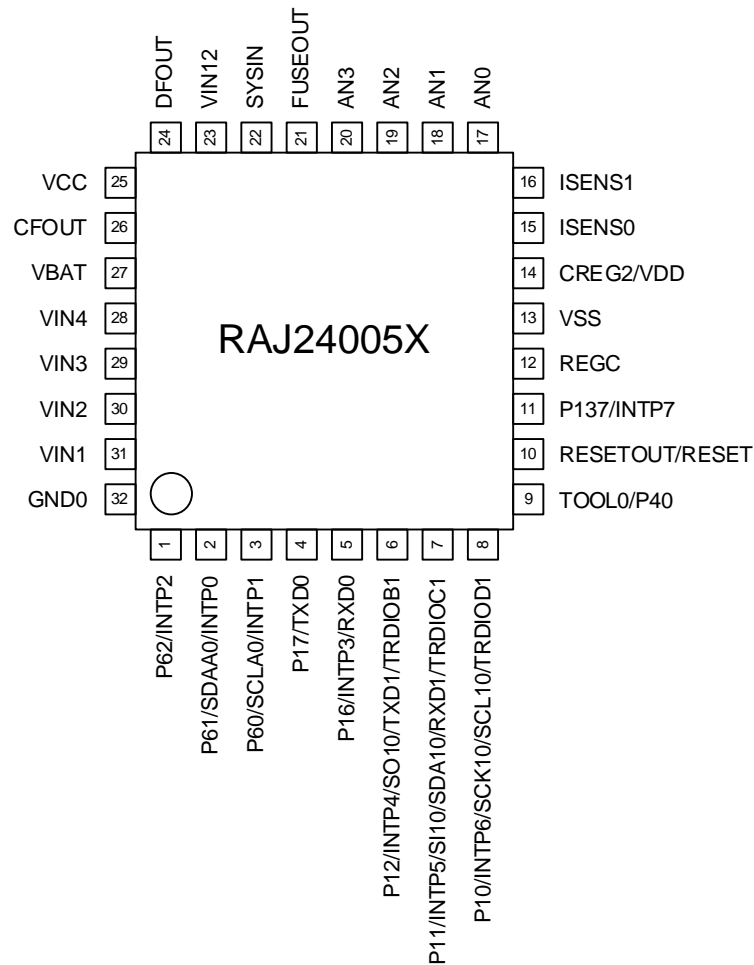 DFOUT
VIN12
SYSIN
FUSEOUT
AN3
AN2
AN1
AN0
24
23
22
21
20
19
18
17
VCC 25
CFOUT 26
VBAT 27
VIN4 28
VIN3 29
VIN2 30
VIN1 31
GND0 32
RAJ24005X
16 ISENS1
15 ISENS0
14 CREG2/VDD
13 VSS
12 REGC
11 P137/INTP7
10 RESETOUT/RESET
9 TOOL0/P40
1
2
3
4
5
6
7
8
P62/INTP2
P61/SDAA0/INTP0
P60/SCLA0/INTP1
P17/TXD0
P16/INTP3/RXD0
P12/INTP4/SO10/TXD1/TRDIOB1
P11/INTP5/SI10/SDA10/RXD1/TRDIOC1
P10/INTP6/SCK10/SCL10/TRDIOD1